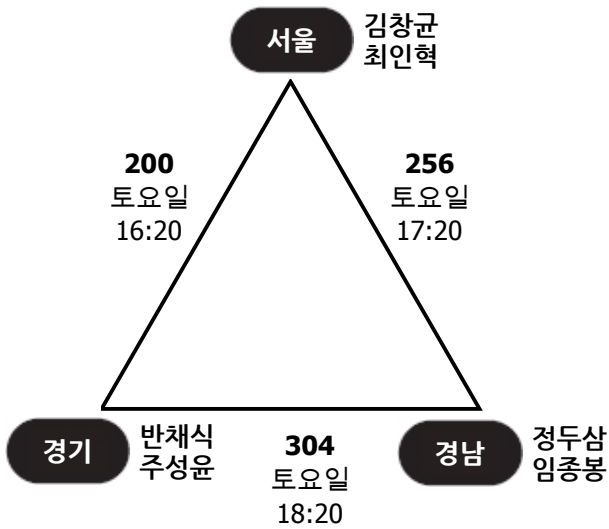 서울
김창균
최인혁
200
토요일
16:20
256
토요일
17:20
경기
반채식
주성윤
304
토요일
18:20
경남
정두삼
임종봉